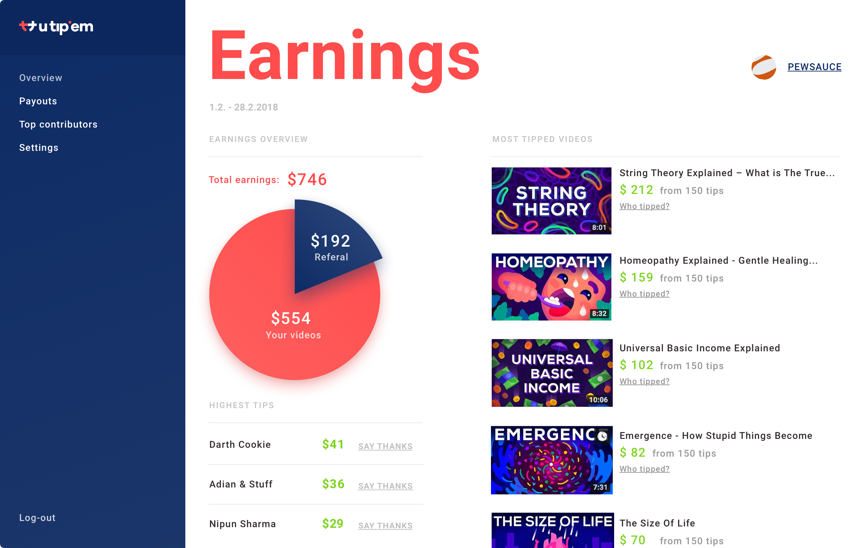 tutip'em
Overview
Payouts
Top contributors
Settings
Log-out
Earnings
1.2. - 28.2.2018
PEWSAUCE
EARNINGS OVERVIEW
Total earnings: $746
$192
Referal
$554
Your videos
HIGHEST TIPS
Darth Cookie $41 SAY THANKS
Adian & Stuff $36 SAY THANKS
Nipun Sharma $29 SAY THANKS
MOST TIPPED VIDEOS
STRING
THEORY
8:01
String Theory Explained – What is The True...
$ 212 from 150 tips
Who tipped?
HOMEOPATHY
8:32
Homeopathy Explained - Gentle Healing...
$ 159 from 150 tips
Who tipped?
UNIVERSAL
BASIC
INCOME
10:06
Universal Basic Income Explained
$ 102 from 150 tips
Who tipped?
EMERGENC
7:31
Emergence - How Stupid Things Become
$ 82 from 150 tips
Who tipped?
THE SIZE OF LIFE
The Size Of Life
$ 70 from 150 tips